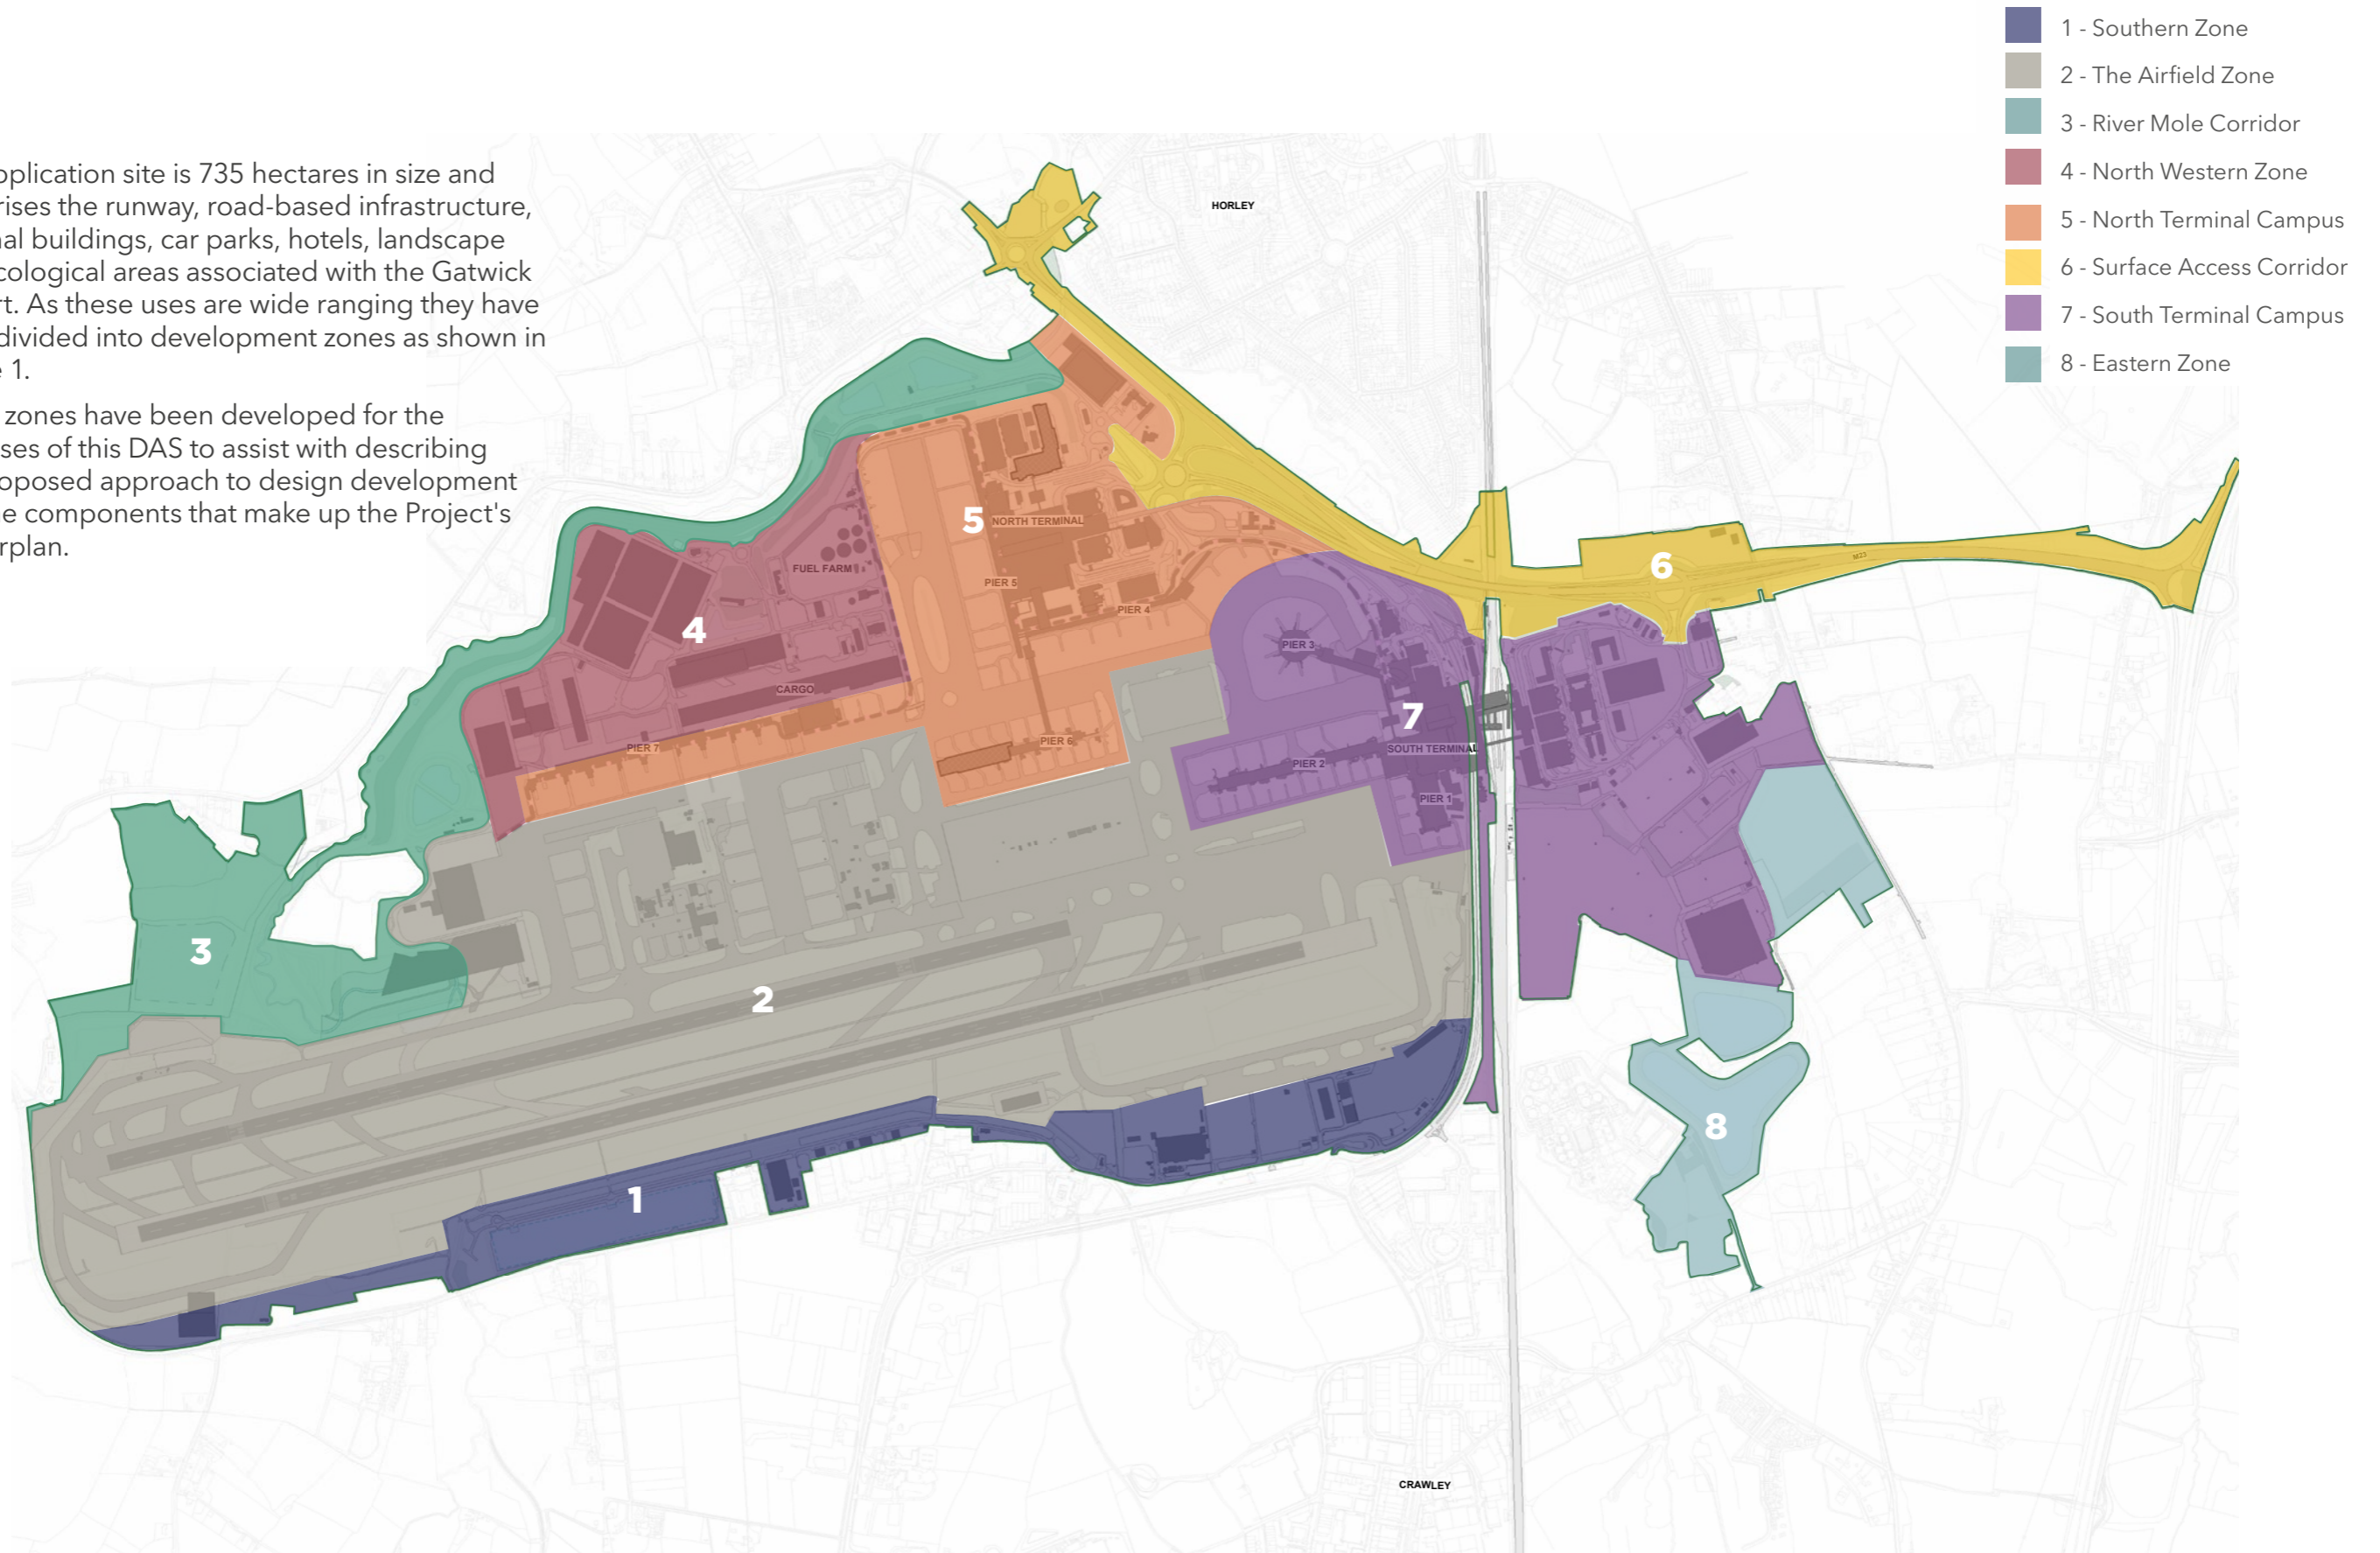 1 - Southern Zone
2 - The Airfield Zone
3 - River Mole Corridor
4 - North Western Zone
5 - North Terminal Campus
6 - Surface Access Corridor
7 - South Terminal Campus
8 - Eastern Zone
pplication site is 735 hectares in size and
rises the runway, road-based infrastructure,
al buildings, car parks, hotels, landscape
cological areas associated with the Gatwick
rt. As these uses are wide ranging they have
divided into development zones as shown in
e 1.
zones have been developed for the
ses of this DAS to assist with describing
oposed approach to design development
e components that make up the Project's
rplan.
HORLEY
5
NORTH TERMINAL
6
M23
FUEL FARM
PIER 5
PIER 4
4
PIER 3
CARGO
7
PIER 7
PIER 6
SOUTH TERMINAL
PIER 2
PIER 1
3
2
8
1
CRAWLEY